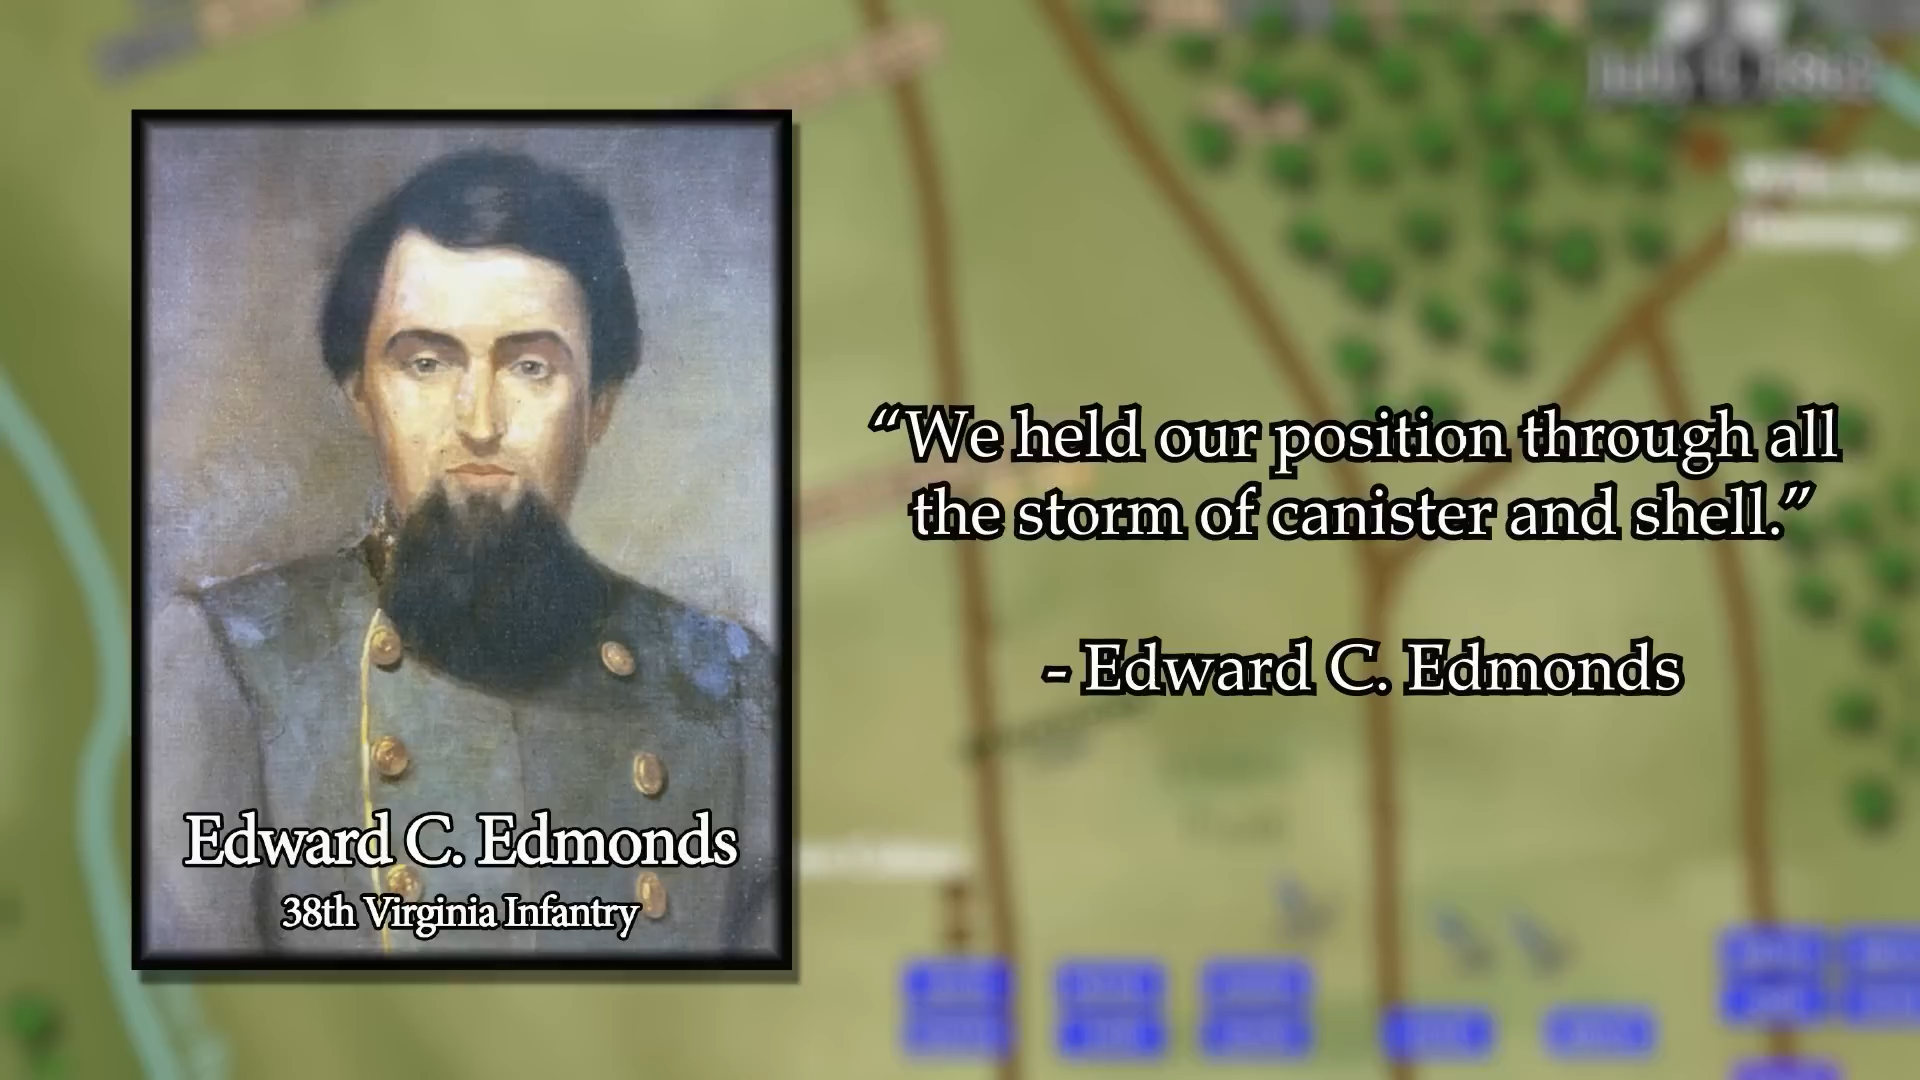 “We held our position through all
the storm of canister and shell.”
- Edward C. Edmonds
Edward C. Edmonds
38th Virginia Infantry